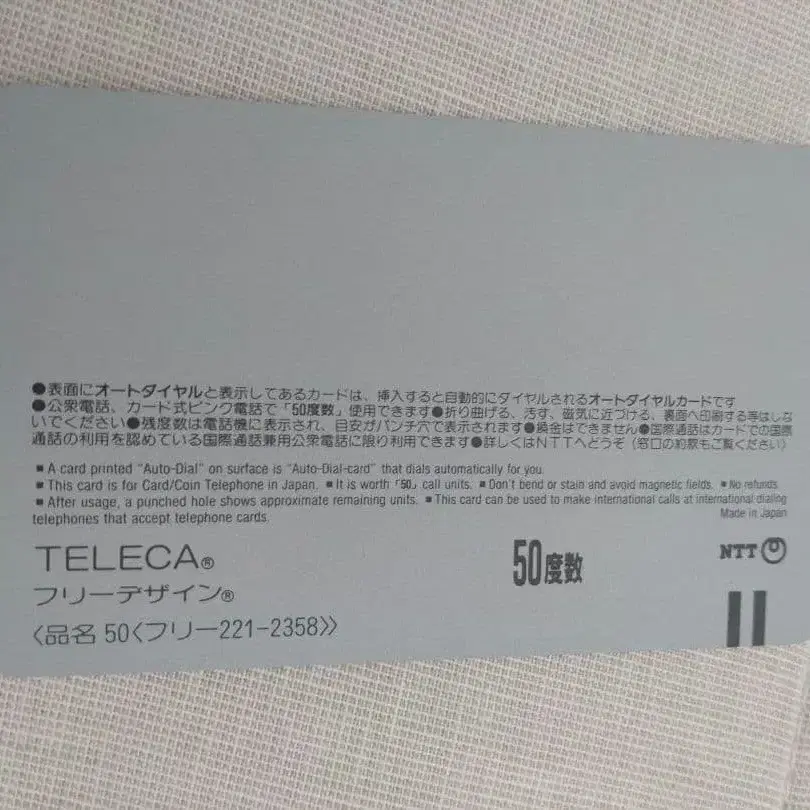 ●表面にオートダイヤルと表示してあるカードは、挿入すると自動的にダイヤルされるオートダイヤルカードです
●公衆電話、カード式ピンク電話で「50度数」使用できます●折り曲げる、汚す、磁気に近づける、裏面へ印刷する等はしな
いでください●残度数は電話機に表示され、目安がパンチ穴で表示されます●換金はできません●国際通話はカードでの国際
通話の利用を認めている国際通話兼用公衆電話に限り利用できます●詳しくはNTTへどうぞ〈窓口の約款もご覧ください〉
■ A card printed “Auto-Dial” on surface is “Auto-Dial-card” that dials automatically for you.
■ This card is for Card/Coin Telephone in Japan. ■ It is worth「50」call units. ■ Don't bend or stain and avoid magnetic fields. ■ No refunds.
■ After usage, a punched hole shows approximate remaining units. ■ This card can be used to make international calls at international dialing
telephones that accept telephone cards.
Made in Japan
TELECA®
50度数
NTT
フリーデザイン®
〈品名 50〈フリー221-2358〉〉